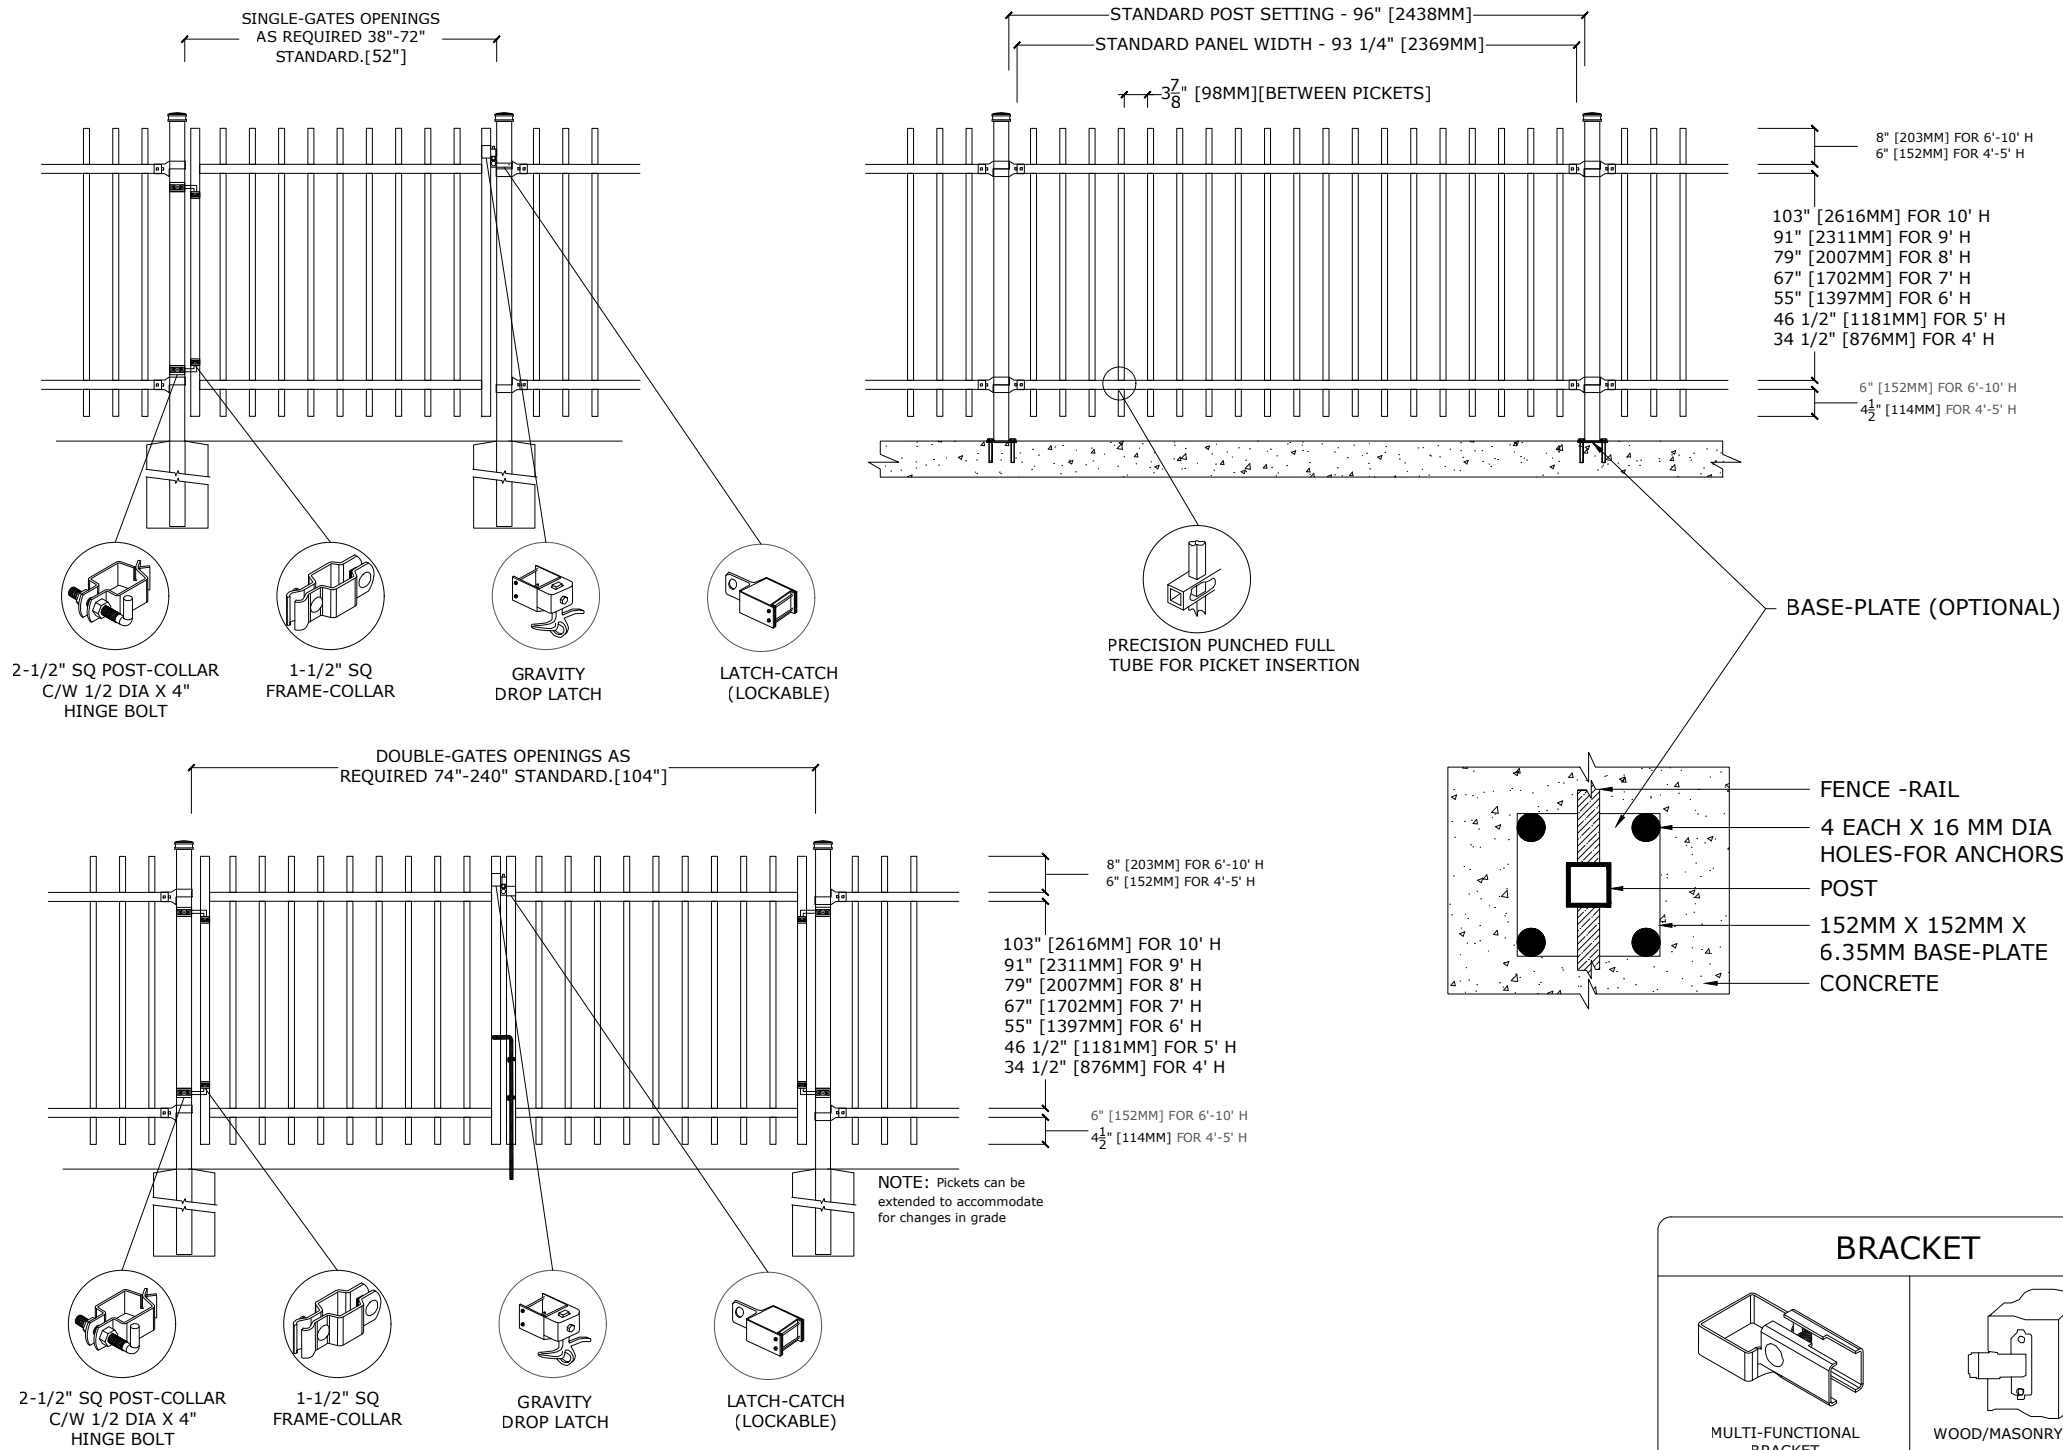 SINGLE-GATES OPENINGS
AS REQUIRED 38"-72"
STANDARD.[52"]
STANDARD POST SETTING - 96" [2438MM]
STANDARD PANEL WIDTH - 93 1/4" [2369MM]
3 7/8" [98MM][BETWEEN PICKETS]
8" [203MM] FOR 6'-10' H
6" [152MM] FOR 4'-5' H
103" [2616MM] FOR 10' H
91" [2311MM] FOR 9' H
79" [2007MM] FOR 8' H
67" [1702MM] FOR 7' H
55" [1397MM] FOR 6' H
46 1/2" [1181MM] FOR 5' H
34 1/2" [876MM] FOR 4' H
6" [152MM] FOR 6'-10' H
4 1/2" [114MM] FOR 4'-5' H
2-1/2" SQ POST-COLLAR
C/W 1/2 DIA X 4"
HINGE BOLT
1-1/2" SQ
FRAME-COLLAR
GRAVITY
DROP LATCH
LATCH-CATCH
(LOCKABLE)
PRECISION PUNCHED FULL
TUBE FOR PICKET INSERTION
BASE-PLATE (OPTIONAL)
FENCE -RAIL
4 EACH X 16 MM DIA
HOLES-FOR ANCHORS
POST
152MM X 152MM X
6.35MM BASE-PLATE
CONCRETE
DOUBLE-GATES OPENINGS AS
REQUIRED 74"-240" STANDARD.[104"]
8" [203MM] FOR 6'-10' H
6" [152MM] FOR 4'-5' H
103" [2616MM] FOR 10' H
91" [2311MM] FOR 9' H
79" [2007MM] FOR 8' H
67" [1702MM] FOR 7' H
55" [1397MM] FOR 6' H
46 1/2" [1181MM] FOR 5' H
34 1/2" [876MM] FOR 4' H
6" [152MM] FOR 6'-10' H
4 1/2" [114MM] FOR 4'-5' H
NOTE: Pickets can be
extended to accommodate
for changes in grade
2-1/2" SQ POST-COLLAR
C/W 1/2 DIA X 4"
HINGE BOLT
1-1/2" SQ
FRAME-COLLAR
GRAVITY
DROP LATCH
LATCH-CATCH
(LOCKABLE)
BRACKET
MULTI-FUNCTIONAL
BRACKET
WOOD/MASONRY